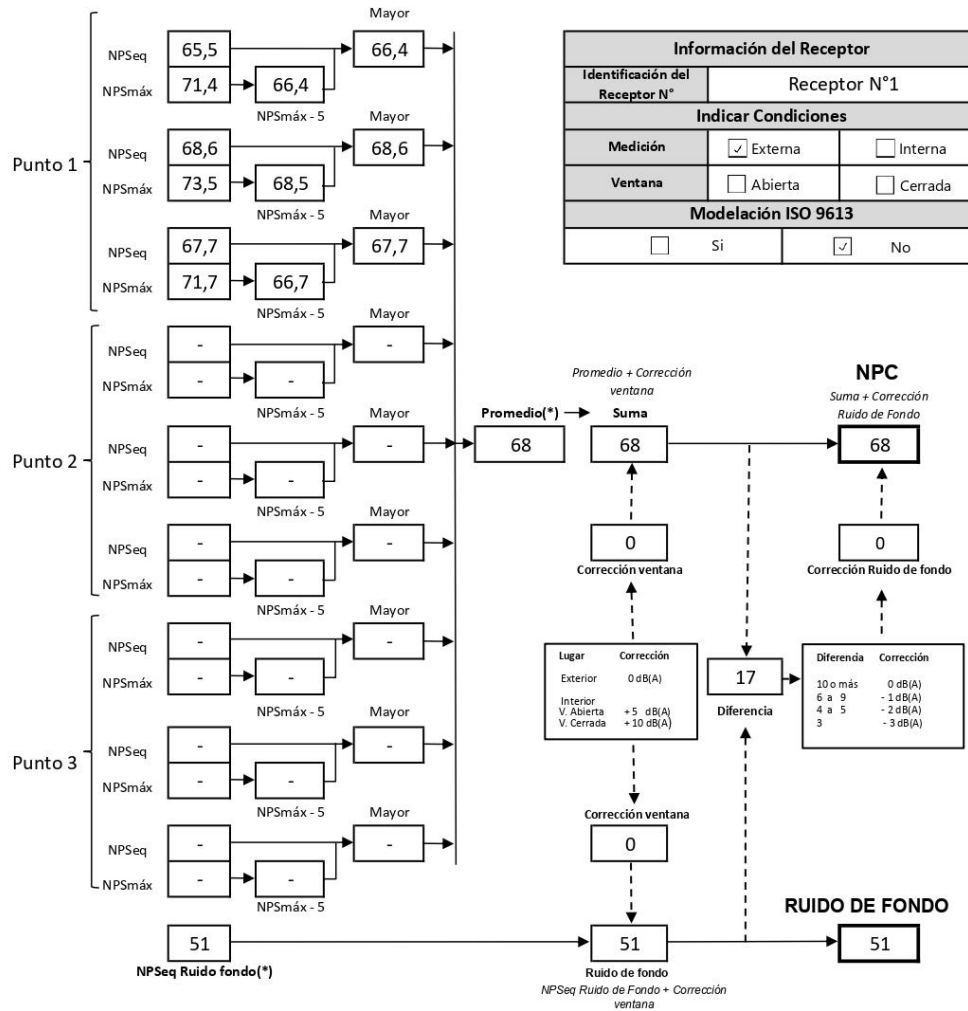 Mayor
NPSeq 65,5 66,4
NPSmáx 71,4 66,4
NPSmáx - 5
Mayor
Punto 1
NPSeq 68,6 68,6
NPSmáx 73,5 68,5
NPSmáx - 5
Mayor
NPSeq 67,7 67,7
NPSmáx 71,7 66,7
NPSmáx - 5
Información del Receptor
Identificación del
Receptor N° Receptor N°1
Indicar Condiciones
Medición ✓ Externa Interna
Ventana Abierta Cerrada
Modelación ISO 9613
Si ✓ No
Mayor
NPSeq - -
NPSmáx - -
NPSmáx - 5
Mayor
Punto 2
NPSeq - -
NPSmáx - -
NPSmáx - 5
Mayor
NPSeq - -
NPSmáx - -
NPSmáx - 5
Promedio(*)
68
Promedio + Corrección
ventana
Suma
68
NPC
Suma + Corrección
Ruido de Fondo
68
0
Corrección ventana
0
Corrección Ruido de fondo
Mayor
NPSeq - -
NPSmáx - -
NPSmáx - 5
Mayor
Punto 3
NPSeq - -
NPSmáx - -
NPSmáx - 5
Mayor
NPSeq - -
NPSmáx - -
NPSmáx - 5
Lugar Corrección
Exterior 0 dB(A)
Interior
V. Abierta + 5 dB(A)
V. Cerrada + 10 dB(A)
17
Diferencia
Diferencia Corrección
10 o más 0 dB(A)
6 a 9 - 1 dB(A)
4 a 5 - 2 dB(A)
3 - 3 dB(A)
Corrección ventana
0
51
NPSeq Ruido fondo(*)
51
Ruido de fondo
NPSeq Ruido de Fondo + Corrección
ventana
RUIDO DE FONDO
51